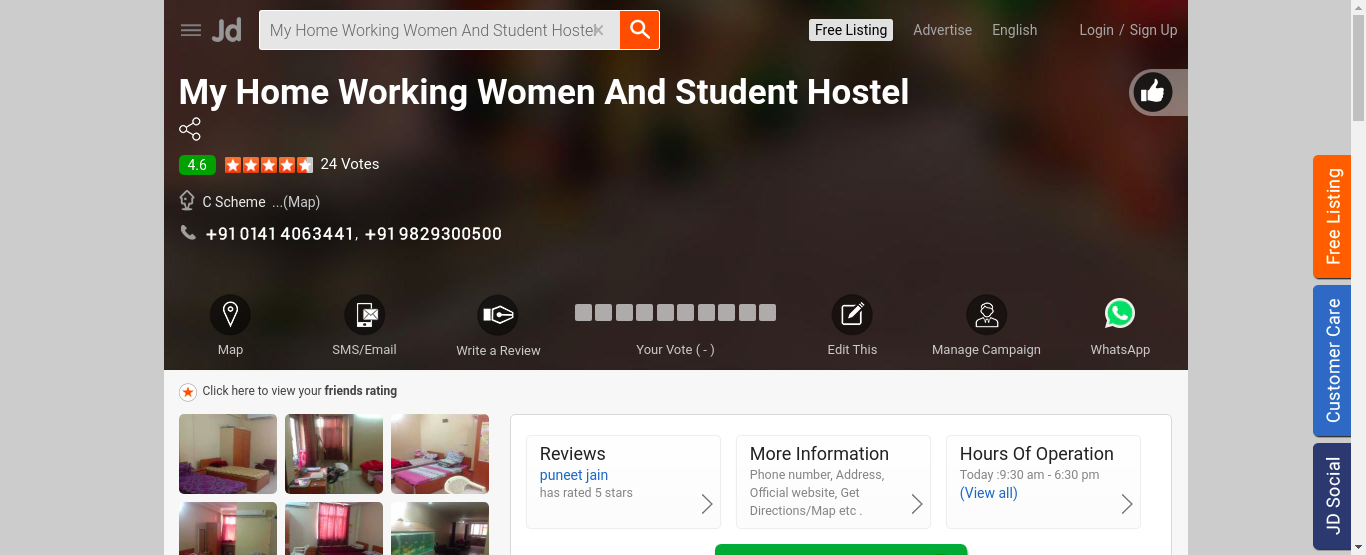 Jd
My Home Working Women And Student Hostel
Free Listing
Advertise
English
Login / Sign Up
My Home Working Women And Student Hostel
4.6
24 Votes
C Scheme ...(Map)
+91 0141 4063441, +91 9829300500
Map
SMS/Email
Write a Review
Your Vote ( - )
Edit This
Manage Campaign
WhatsApp
Click here to view your friends rating
Reviews
puneet jain
has rated 5 stars
More Information
Phone number, Address,
Official website, Get
Directions/Map etc .
Hours Of Operation
Today :9:30 am - 6:30 pm
(View all)
Free Listing
Customer Care
JD Social